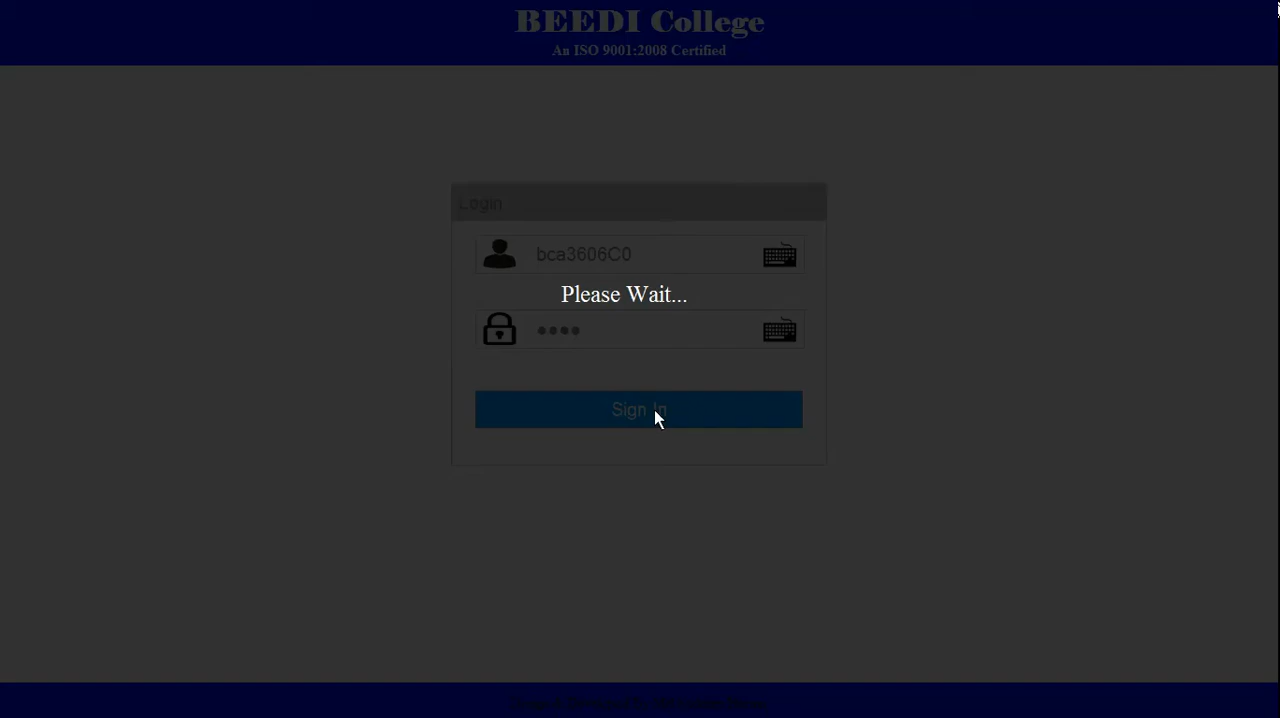 BEEDI College
An ISO 9001:2008 Certified
Login
bca3606C0
Please Wait...
Sign In